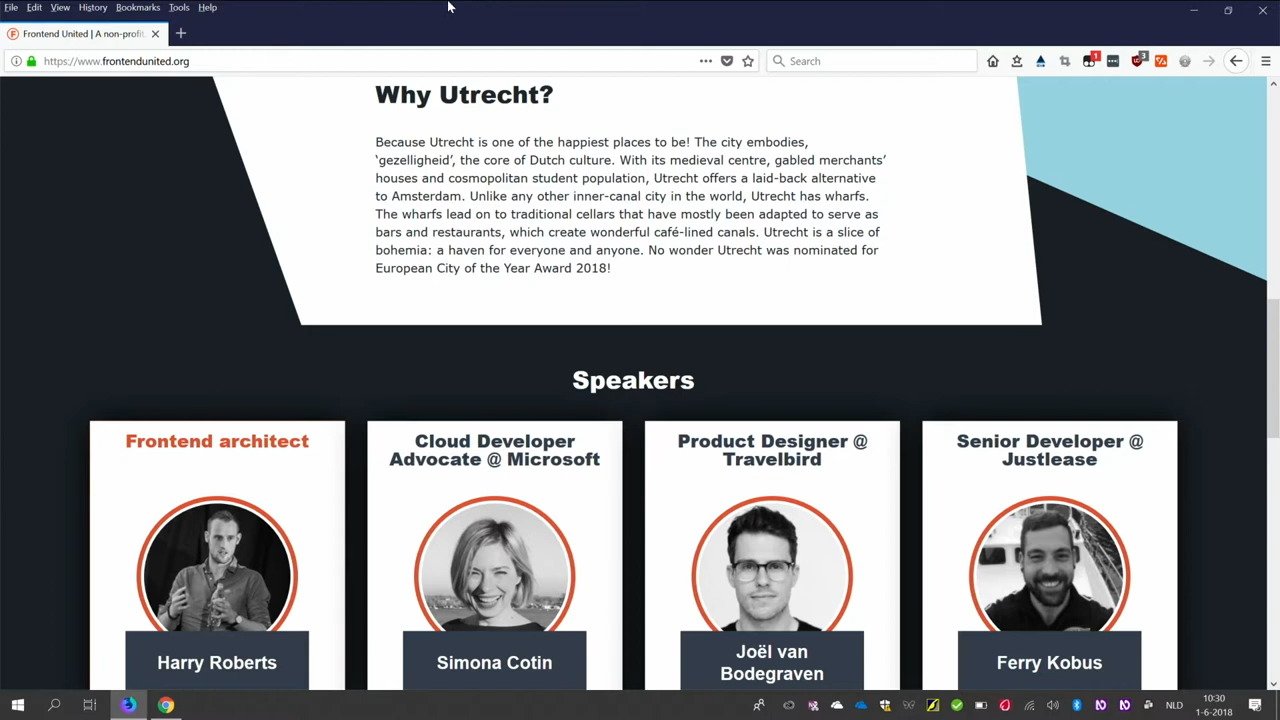 File Edit View History Bookmarks Tools Help
Frontend United | A non-profit
https://www.frontendunited.org
Search
1
3
Why Utrecht?
Because Utrecht is one of the happiest places to be! The city embodies,
‘gezelligheid’, the core of Dutch culture. With its medieval centre, gabled merchants’
houses and cosmopolitan student population, Utrecht offers a laid-back alternative
to Amsterdam. Unlike any other inner-canal city in the world, Utrecht has wharfs.
The wharfs lead on to traditional cellars that have mostly been adapted to serve as
bars and restaurants, which create wonderful café-lined canals. Utrecht is a slice of
bohemia: a haven for everyone and anyone. No wonder Utrecht was nominated for
European City of the Year Award 2018!
Speakers
Frontend architect
Harry Roberts
Cloud Developer
Advocate @ Microsoft
Simona Cotin
Product Designer @
Travelbird
Joël van
Bodegraven
Senior Developer @
Justlease
Ferry Kobus
NLD
10:30
1-6-2018